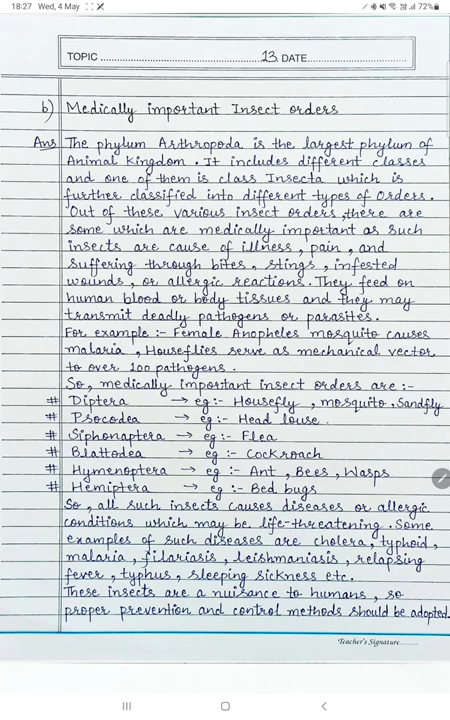 18:27 Wed, 4 May
72%
TOPIC ........ 13. DATE........
b) Medically important Insect orders
Ans The phylum Arthropoda is the largest phylum of
Animal kingdom. It includes different classes
and one of them is class Insecta which is
further classified into different types of Orders.
Out of these various insect orders, there are
some which are medically important as such
insects are cause of illness, pain, and
suffering through bites, stings, infested
wounds, or allergic reactions. They feed on
human blood or body tissues and they may
transmit deadly pathogens or parasites.
For example :- Female Anopheles mosquito causes
malaria, Houseflies serve as mechanical vector
to over 100 pathogens.
So, medically important insect orders are :-
# Diptera → eg :- Housefly, mosquito, Sandfly
# Psocodea → eg :- Head louse.
# Siphonaptera → eg :- Flea
# Blattodea → eg :- Cockroach
# Hymenoptera → eg :- Ant, Bees, Wasps
# Hemiptera → eg :- Bed bugs
So, all such insects causes diseases or allergic
conditions which may be life-threatening. Some
examples of such diseases are cholera, typhoid,
malaria, filariasis, leishmaniasis, relapsing
fever, typhus, sleeping sickness etc.
These insects are a nuisance to humans, so
proper prevention and control methods should be adopted.
Teacher's Signature........